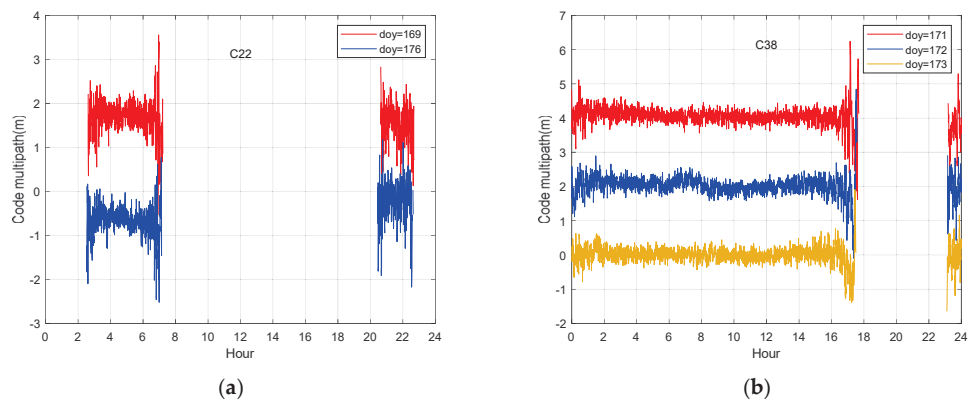 4
3
2
1
0
-1
-2
-3
Code multipath(m)
C22
doy=169
doy=176
0 2 4 6 8 10 12 14 16 18 20 22 24
Hour
(a)
7
6
5
4
3
2
1
0
-1
-2
Code multipath(m)
C38
doy=171
doy=172
doy=173
0 2 4 6 8 10 12 14 16 18 20 22 24
Hour
(b)